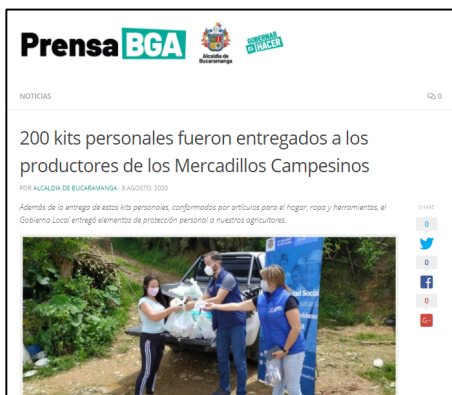 Prensa BGA
Alcaldía de
Bucaramanga
GOBERNAR
ES HACER
NOTICIAS
0
200 kits personales fueron entregados a los
productores de los Mercadillos Campesinos
POR ALCALDIA DE BUCARAMANGA · 8 AGOSTO, 2020
Además de la entrega de estos kits personales, conformados por artículos para el hogar, ropa y herramientas, el
Gobierno Local entregó elementos de protección personal a nuestros agricultores.
SHARE
0
0
0
G+